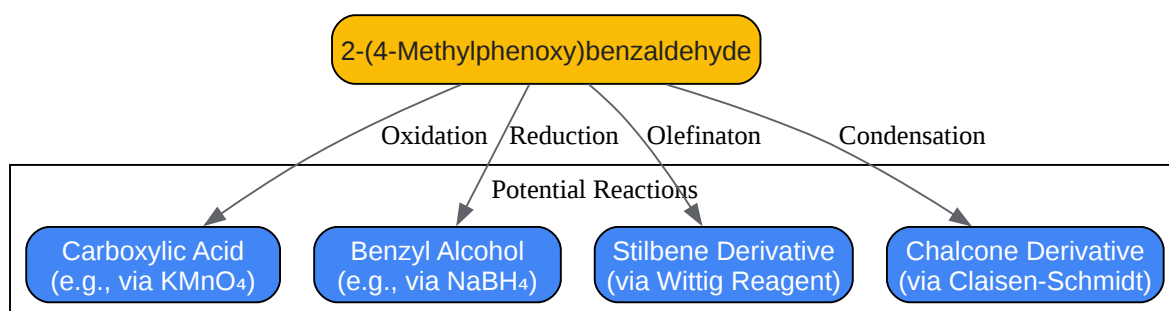 2-(4-Methylphenoxy)benzaldehyde
Oxidation Reduction Olefinaton Condensation
Potential Reactions
Carboxylic Acid
(e.g., via KMnO₄)
Benzyl Alcohol
(e.g., via NaBH₄)
Stilbene Derivative
(via Wittig Reagent)
Chalcone Derivative
(via Claisen-Schmidt)